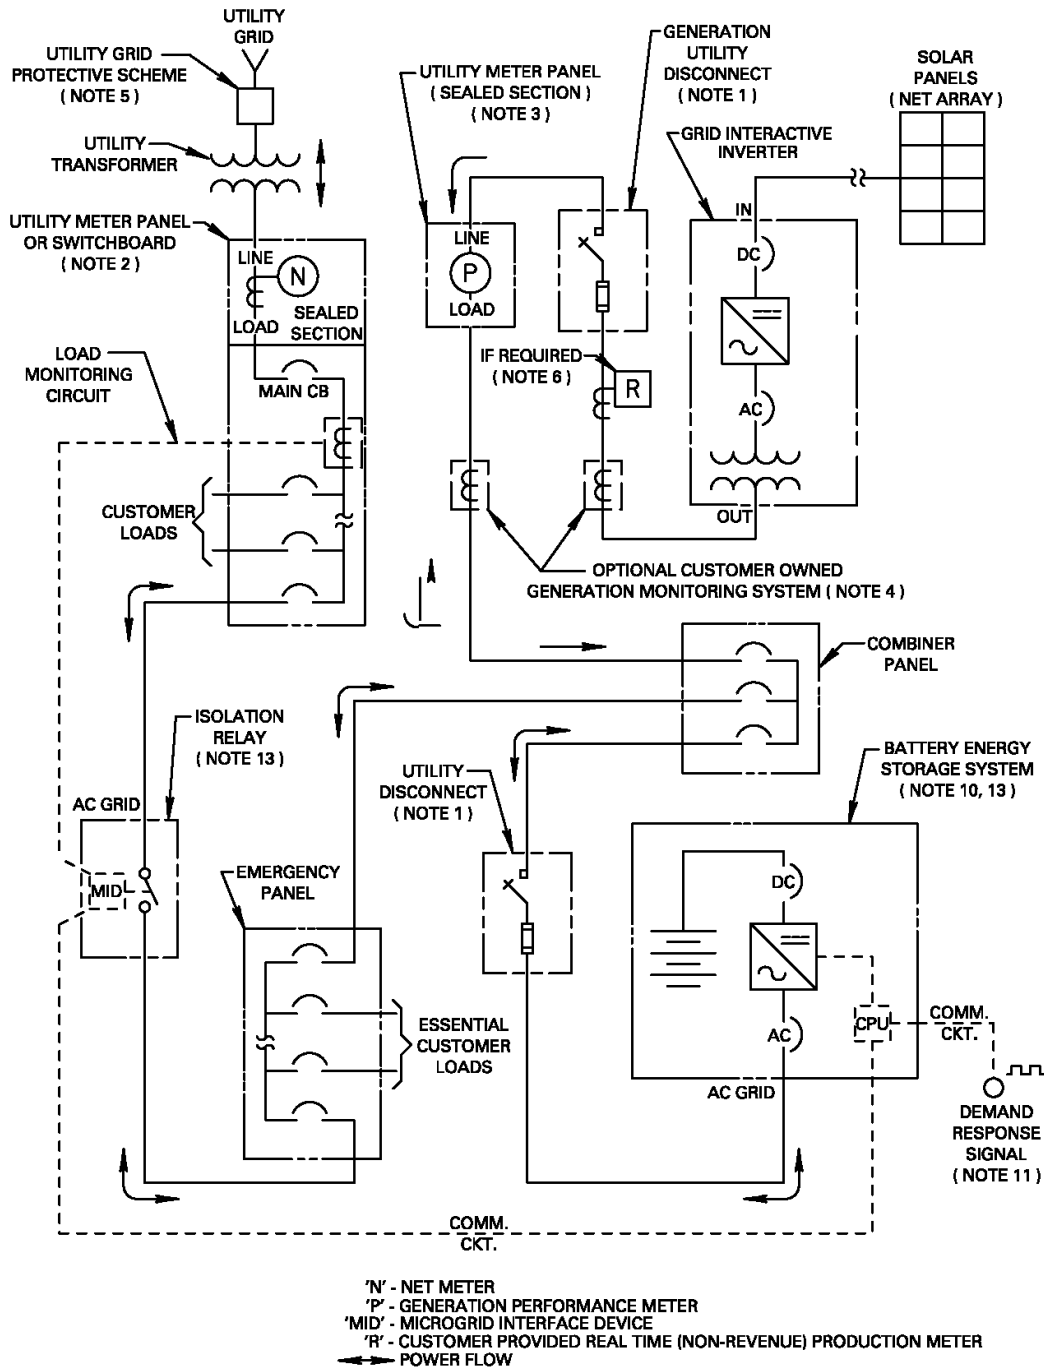 UTILITY
GRID
UTILITY GRID
PROTECTIVE SCHEME
( NOTE 5 )
UTILITY
TRANSFORMER
UTILITY METER PANEL
OR SWITCHBOARD
( NOTE 2 )
LINE
N
LOAD
SEALED
SECTION
LOAD
MONITORING
CIRCUIT
MAIN CB
CUSTOMER
LOADS
UTILITY METER PANEL
( SEALED SECTION )
( NOTE 3 )
LINE
P
LOAD
GENERATION
UTILITY
DISCONNECT
( NOTE 1 )
IF REQUIRED
( NOTE 6 )
R
GRID INTERACTIVE
INVERTER
SOLAR
PANELS
( NET ARRAY )
IN
DC
AC
OUT
OPTIONAL CUSTOMER OWNED
GENERATION MONITORING SYSTEM ( NOTE 4 )
COMBINER
PANEL
ISOLATION
RELAY
( NOTE 13 )
AC GRID
MID
EMERGENCY
PANEL
ESSENTIAL
CUSTOMER
LOADS
UTILITY
DISCONNECT
( NOTE 1 )
BATTERY ENERGY
STORAGE SYSTEM
( NOTE 10, 13 )
DC
AC
CPU
AC GRID
COMM.
CKT.
DEMAND
RESPONSE
SIGNAL
( NOTE 11 )
COMM.
CKT.
'N' - NET METER
'P' - GENERATION PERFORMANCE METER
'MID' - MICROGRID INTERFACE DEVICE
'R' - CUSTOMER PROVIDED REAL TIME (NON-REVENUE) PRODUCTION METER
POWER FLOW